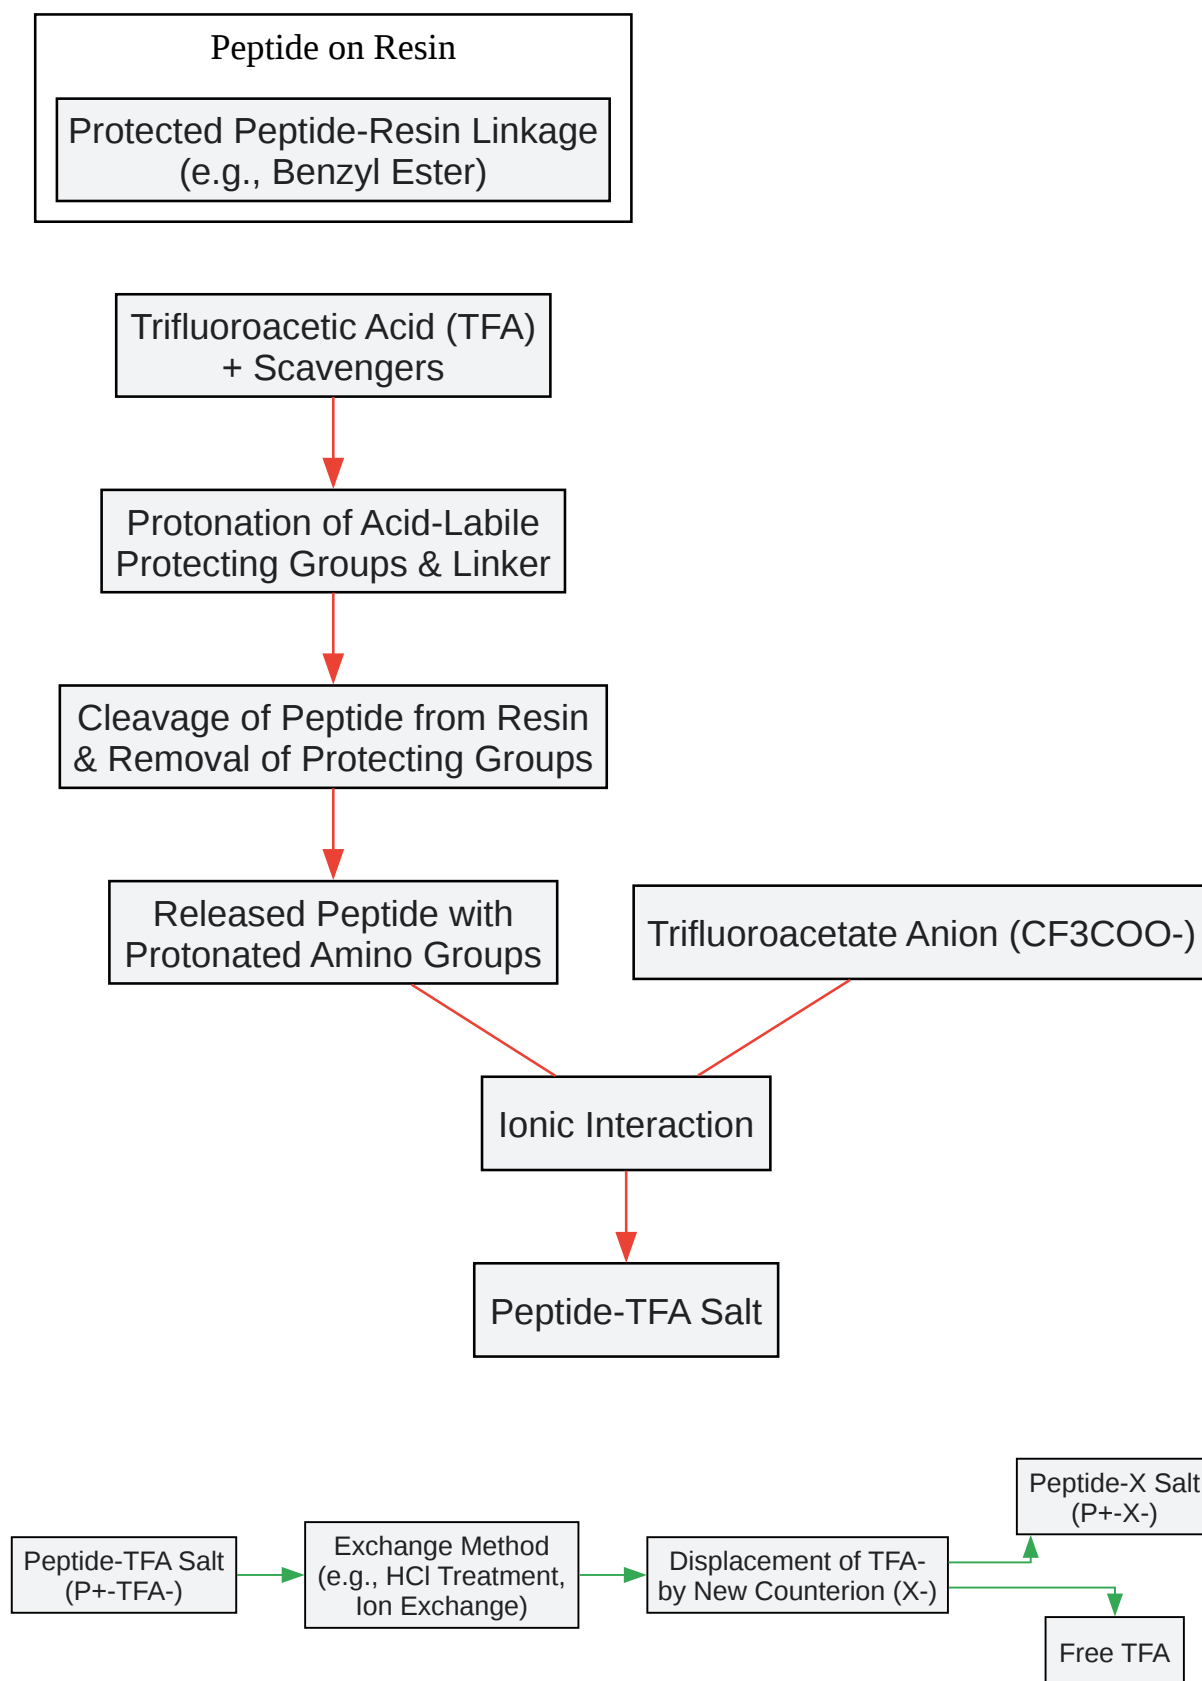 Peptide on Resin
Protected Peptide-Resin Linkage
(e.g., Benzyl Ester)
Trifluoroacetic Acid (TFA)
+ Scavengers
Protonation of Acid-Labile
Protecting Groups & Linker
Cleavage of Peptide from Resin
& Removal of Protecting Groups
Released Peptide with
Protonated Amino Groups
Trifluoroacetate Anion (CF3COO-)
Ionic Interaction
Peptide-TFA Salt
Peptide-TFA Salt
(P+-TFA-)
Exchange Method
(e.g., HCl Treatment,
Ion Exchange)
Displacement of TFA-
by New Counterion (X-)
Peptide-X Salt
(P+-X-)
Free TFA